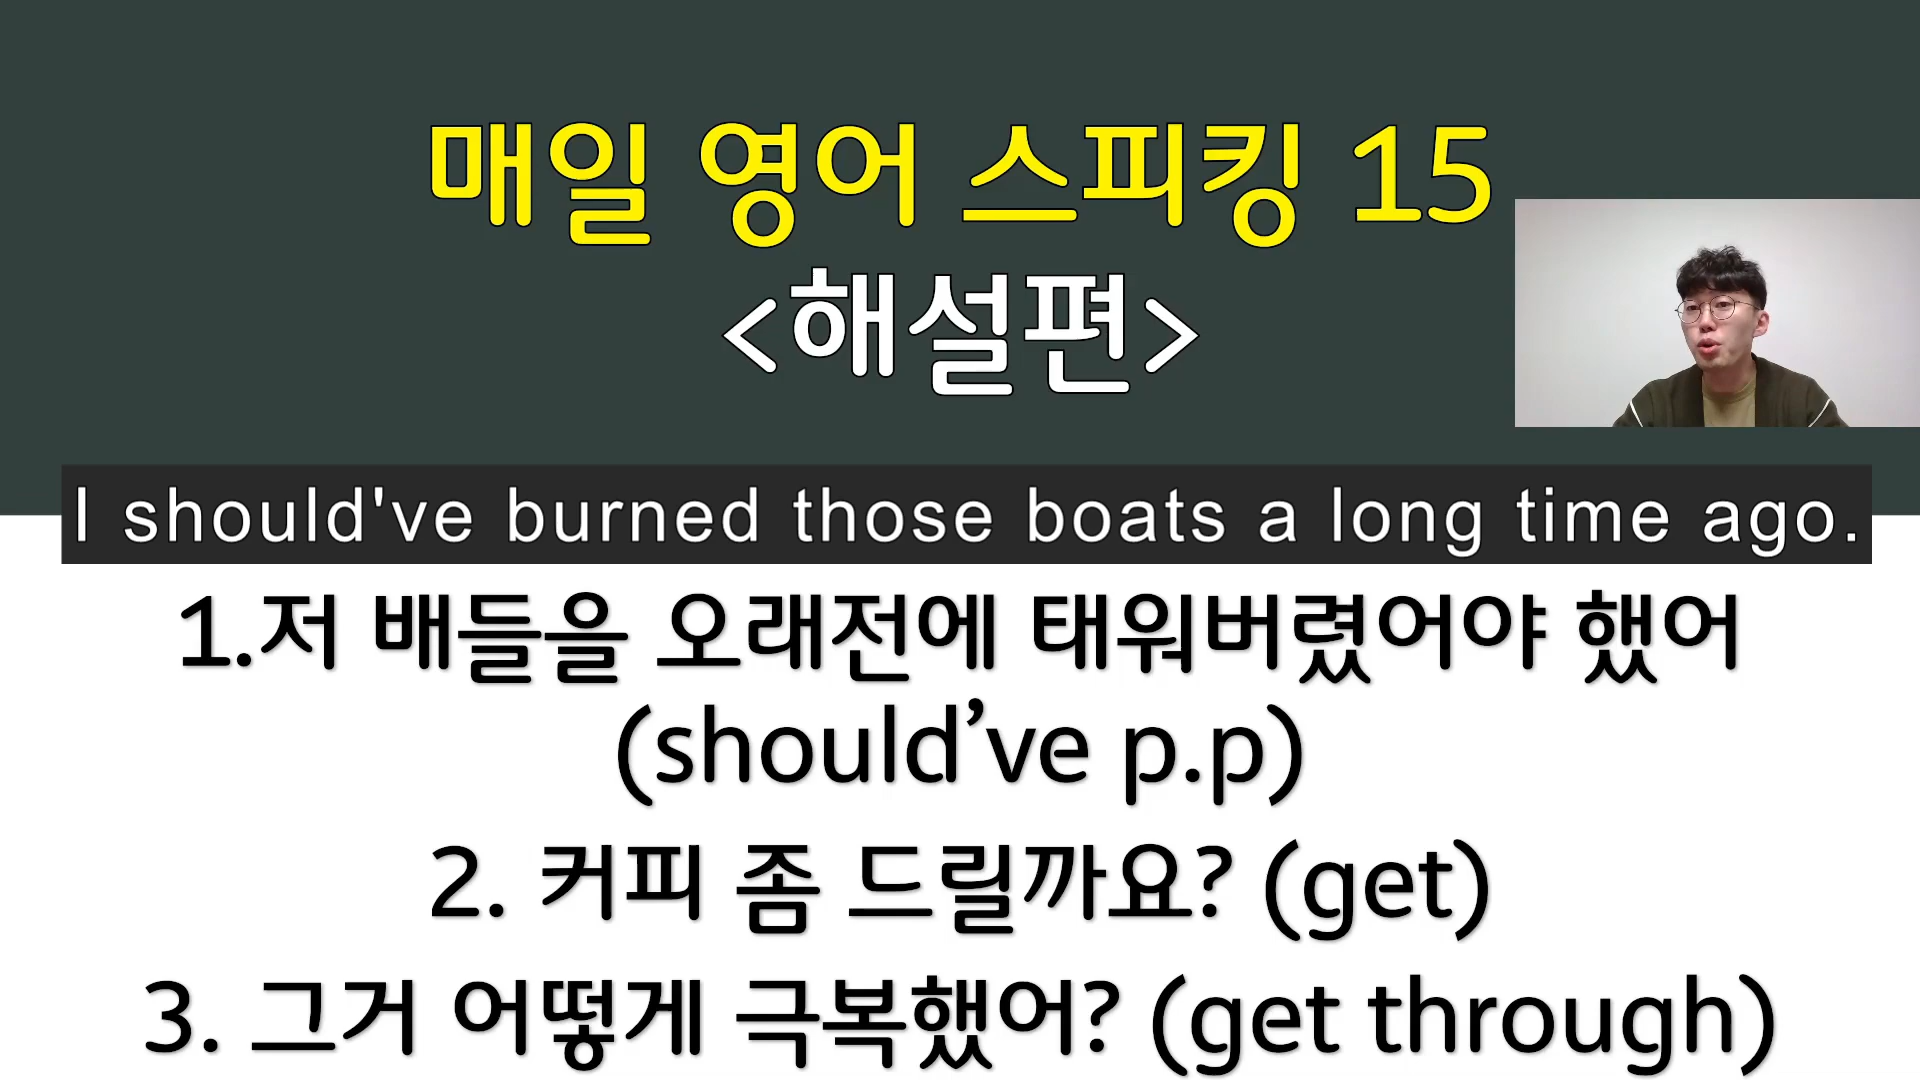 매일 영어 스피킹 15
<해설편>
I should've burned those boats a long time ago.
1.저 배들을 오래전에 태워버렸어야 했어
(should’ve p.p)
2. 커피 좀 드릴까요? (get)
3. 그거 어떻게 극복했어? (get through)